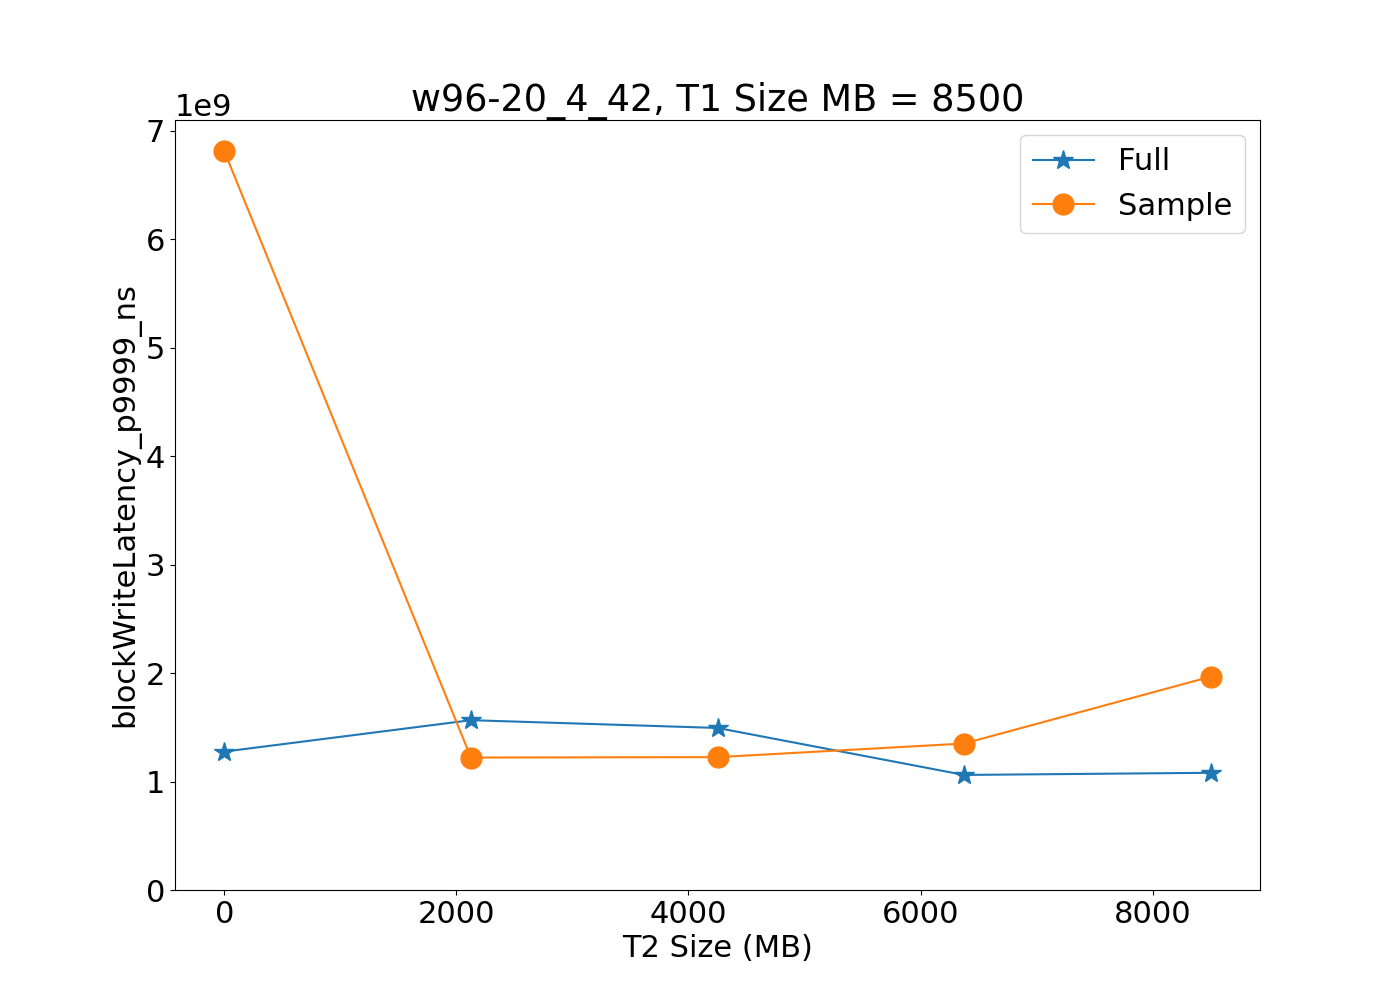 w96-20_4_42, T1 Size MB = 8500
1e9
Full
Sample
7
6
5
4
3
2
1
0
blockWriteLatency_p9999_ns
0 2000 4000 6000 8000
T2 Size (MB)